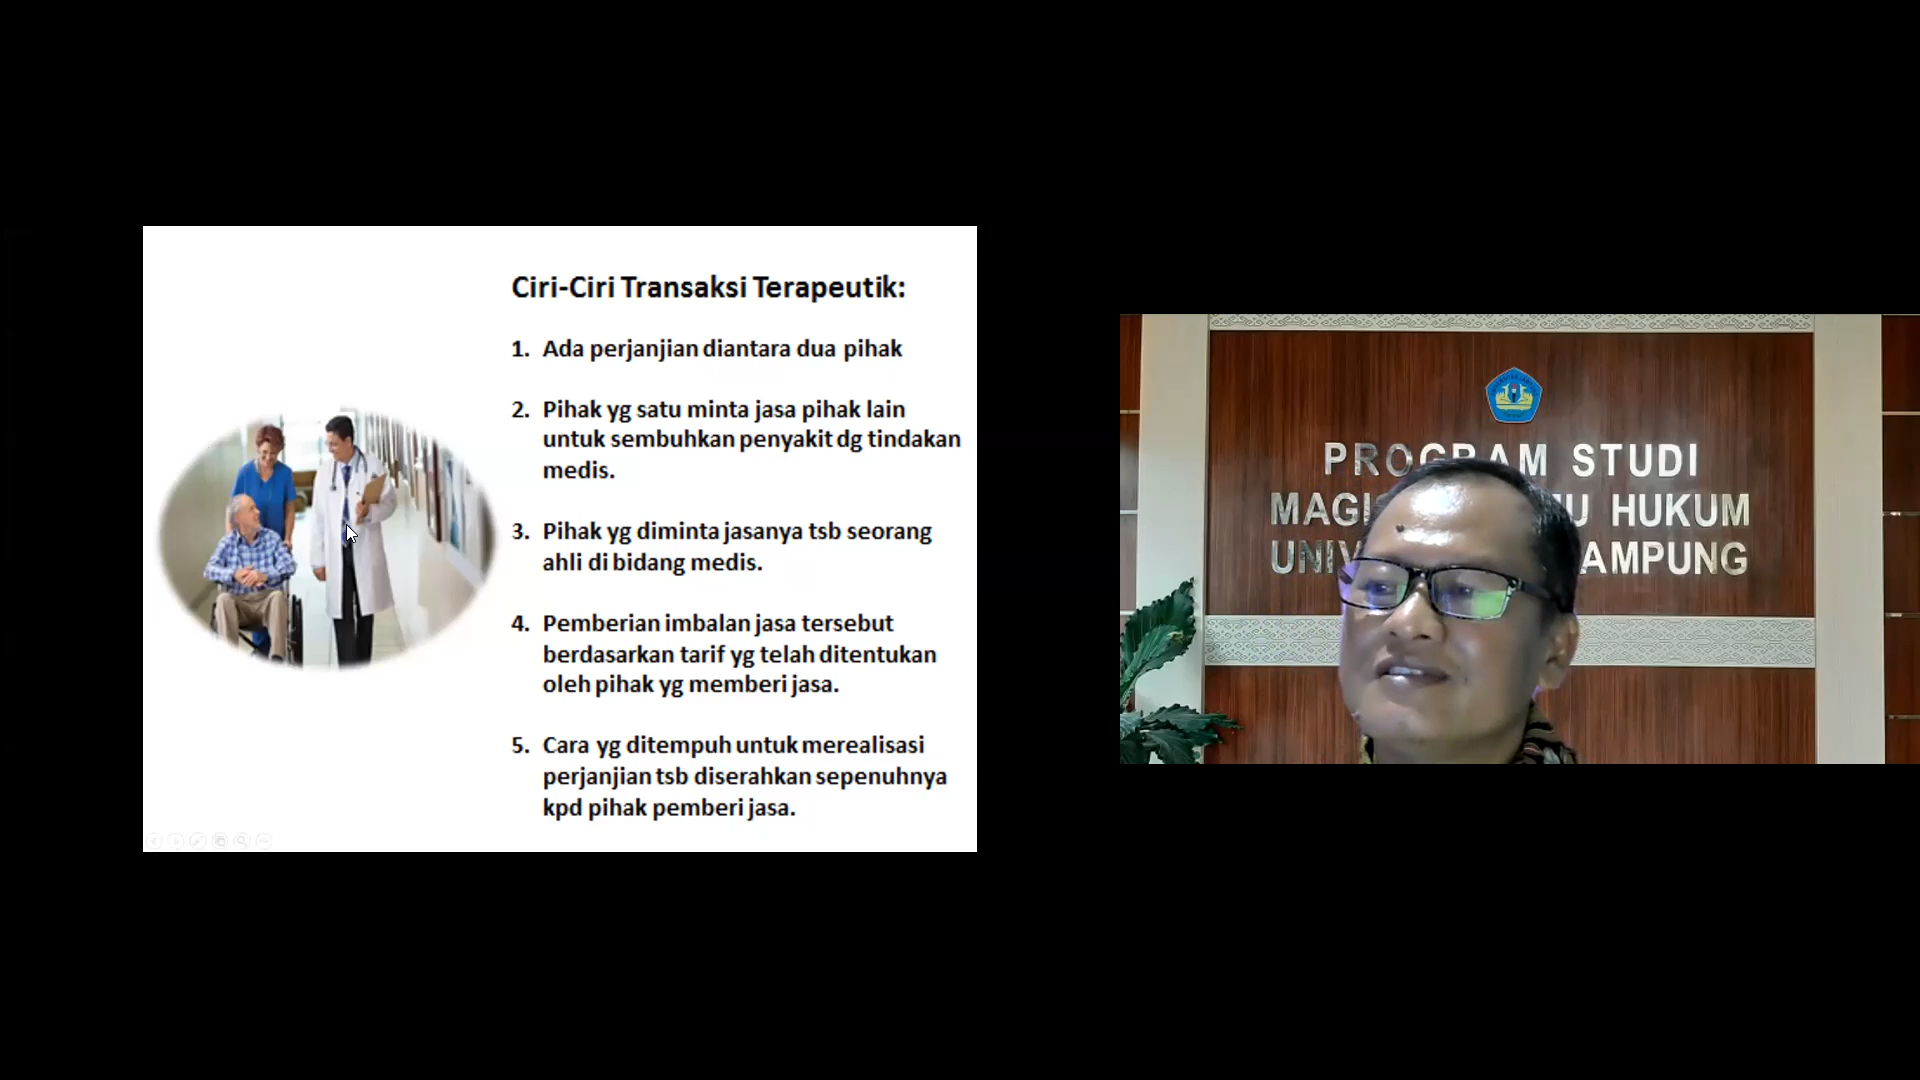 Ciri-Ciri Transaksi Terapeutik:
1. Ada perjanjian diantara dua pihak
2. Pihak yg satu minta jasa pihak lain
untuk sembuhkan penyakit dg tindakan
medis.
3. Pihak yg diminta jasanya tsb seorang
ahli di bidang medis.
4. Pemberian imbalan jasa tersebut
berdasarkan tarif yg telah ditentukan
oleh pihak yg memberi jasa.
5. Cara yg ditempuh untuk merealisasi
perjanjian tsb diserahkan sepenuhnya
kpd pihak pemberi jasa.
PROGRAM STUDI
HUKUM